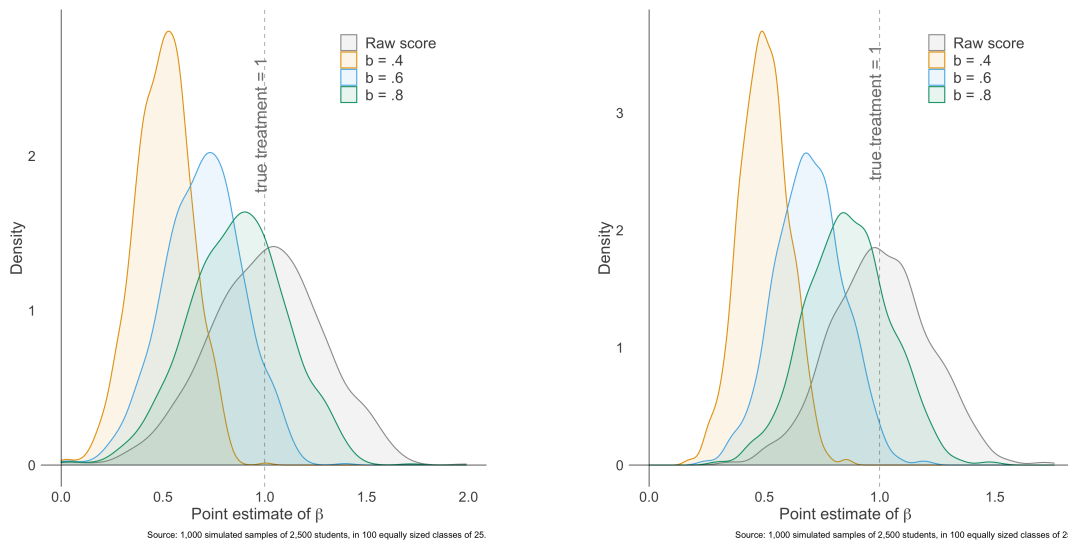 Raw score
b = .4
b = .6
b = .8
true treatment = 1
Density
2
1
0
0.0 0.5 1.0 1.5 2.0
Point estimate of β
Source: 1,000 simulated samples of 2,500 students, in 100 equally sized classes of 25.
Raw score
b = .4
b = .6
b = .8
true treatment = 1
Density
3
2
1
0
0.0 0.5 1.0 1.5
Point estimate of β
Source: 1,000 simulated samples of 2,500 students, in 100 equally sized classes of